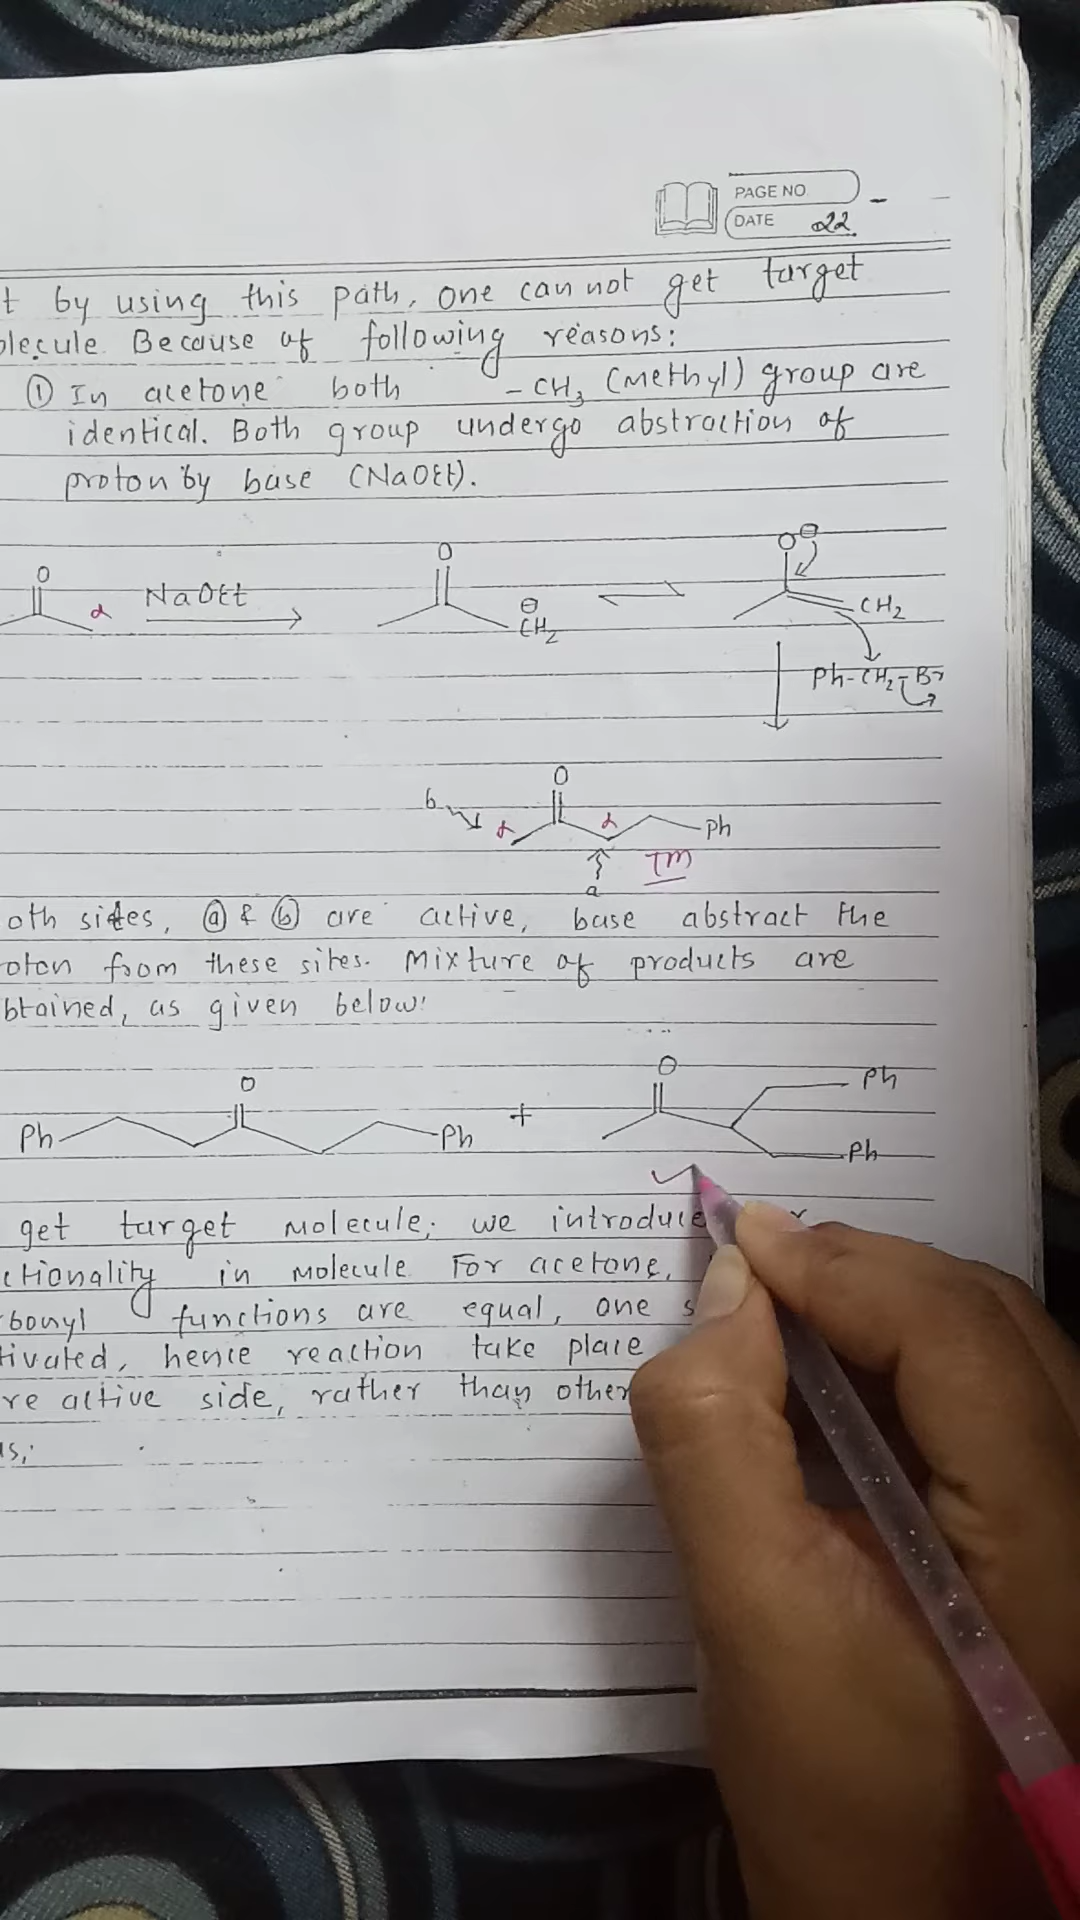 PAGE NO.
DATE 22
t by using this path, one can not get target
olecule. Because of following reasons:
① In acetone both -CH3 (methyl) group are
identical. Both group undergo abstraction of
proton by base (NaOEt).
O O O ⊖
α NaOEt ⊖ CH2 CH2
Ph-CH2-Br
O
b α α Ph
a TM
oth sites, ⓐ & ⓑ are active, base abstract the
oton from these sites. Mixture of products are
btained, as given below:
O O Ph
Ph Ph + Ph
get target molecule, we introduce
ctionality in molecule For acetone,
bonyl functions are equal, one s
tivated, hence reaction take place
re active side, rather than other
us,